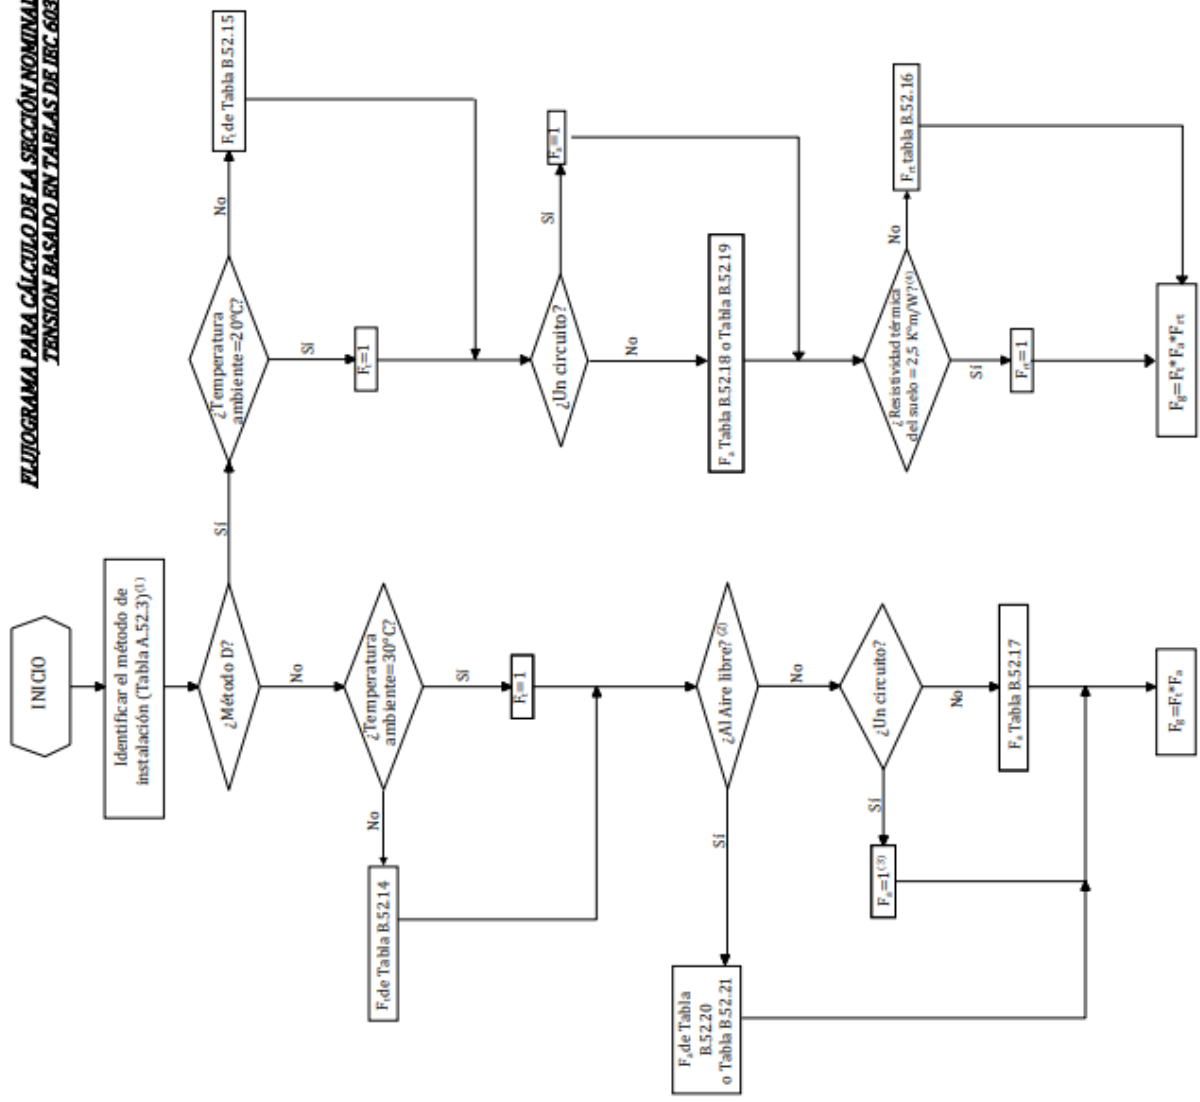 FLUJOGRAMA PARA CÁLCULO DE LA SECCIÓN NOMINAL
TENSION BASADO EN TABLAS DE IEC 603
INICIO
Identificar el método de
instalación (Tabla A.52.3)(1)
¿Método D?
Sí
No
¿Temperatura
ambiente=20ºC?
No
Ft de Tabla B.52.15
Sí
Ft=1
¿Temperatura
ambiente=30ºC?
No
Ft de Tabla B.52.14
Sí
Ft=1
¿Un circuito?
Sí
Fa=1
No
Fa Tabla B.52.18 o Tabla B.52.19
¿Resistividad térmica
del suelo = 2,5 Kºm/W?(4)
No
Frt tabla B.52.16
Sí
Frt=1
Fg=Ft*Fa*Frt
¿Al Aire libre? (2)
Sí
Fa de Tabla
B.52.20
o Tabla B.52.21
No
¿Un circuito?
Sí
Fa=1(3)
No
Fa Tabla B.52.17
Fg=Ft*Fa